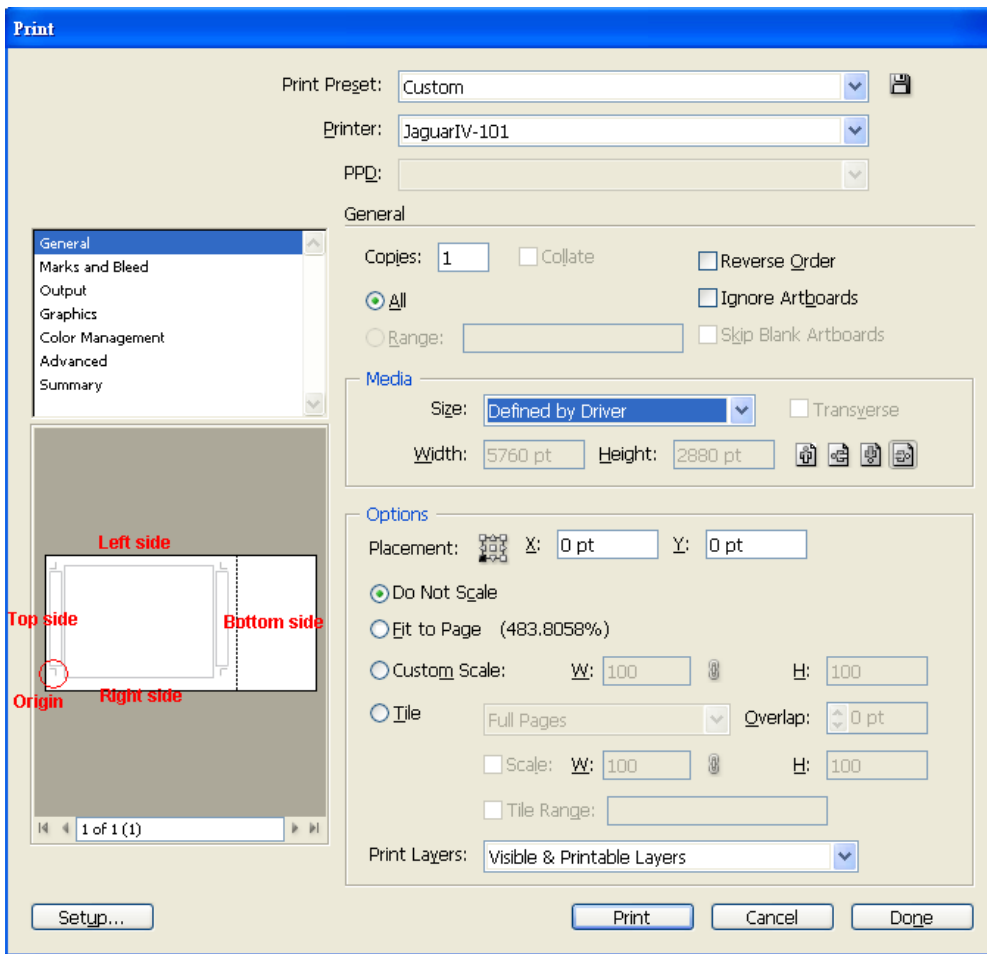 Print
Print Preset: Custom
Printer: JaguarIV-101
PPD:
General
Marks and Bleed
Output
Graphics
Color Management
Advanced
Summary
Left side
Top side
Bottom side
Origin
Right side
1 of 1 (1)
General
Copies: 1 Collate Reverse Order
All Ignore Artboards
Range: Skip Blank Artboards
Media
Size: Defined by Driver Transverse
Width: 5760 pt Height: 2880 pt
Options
Placement: X: 0 pt Y: 0 pt
Do Not Scale
Fit to Page (483.8058%)
Custom Scale: W: 100 H: 100
Tile Full Pages Overlap: 0 pt
Scale: W: 100 H: 100
Tile Range:
Print Layers: Visible & Printable Layers
Setup... Print Cancel Done